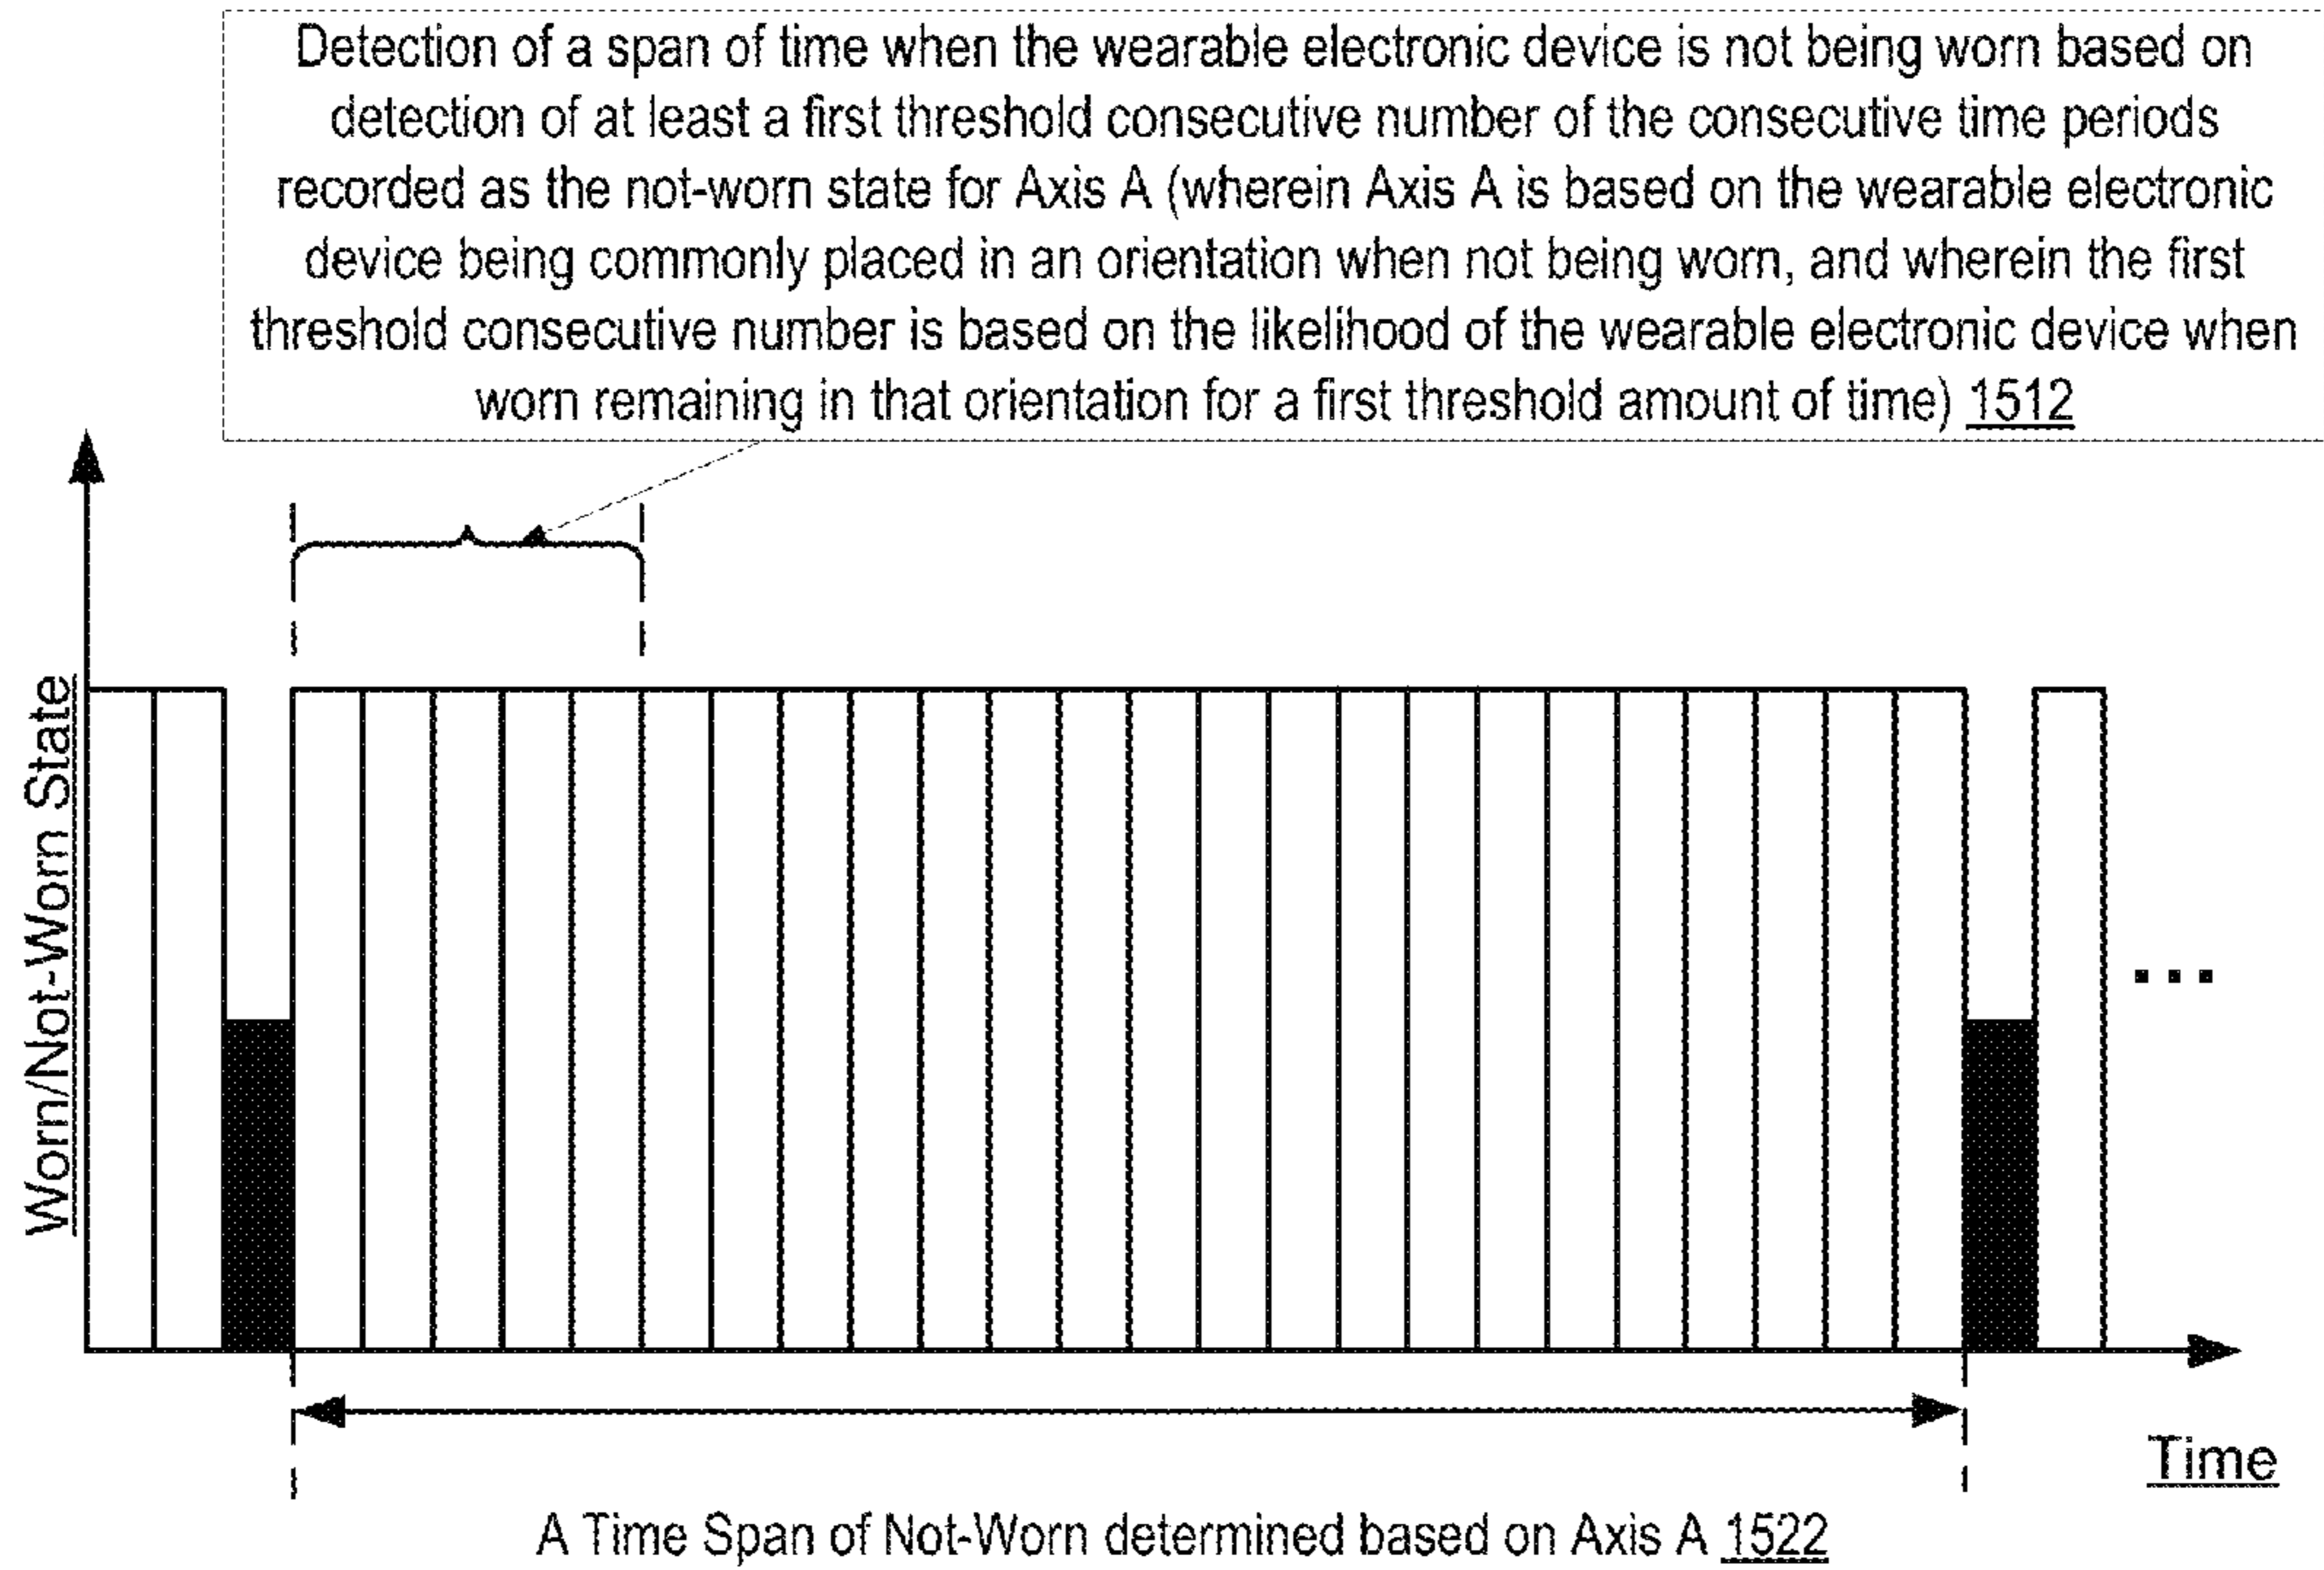 Detection of a span of time when the wearable electronic device is not being worn based on
detection of at least a first threshold consecutive number of the consecutive time periods
recorded as the not-worn state for Axis A (wherein Axis A is based on the wearable electronic
device being commonly placed in an orientation when not being worn, and wherein the first
threshold consecutive number is based on the likelihood of the wearable electronic device when
worn remaining in that orientation for a first threshold amount of time) 1512
Worn/Not-Worn State
...
Time
A Time Span of Not-Worn determined based on Axis A 1522